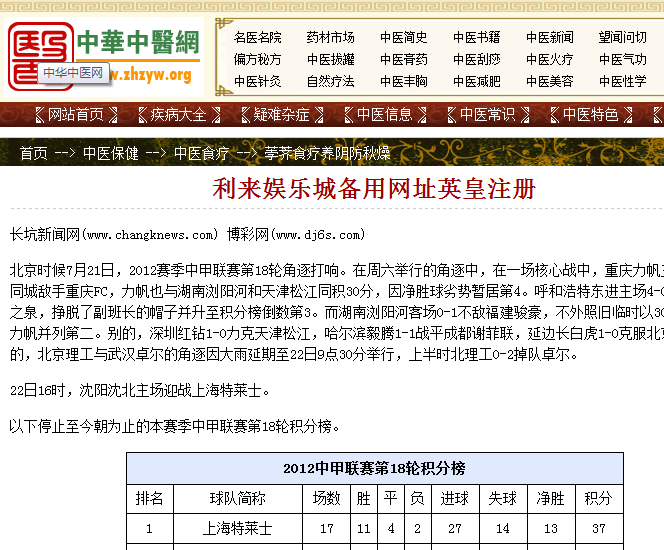 中華中醫網
www.zhzyw.org
中华中医网
名医名院 药材市场 中医简史 中医书籍 中医新闻 望闻问切
偏方秘方 中医拔罐 中医膏药 中医刮痧 中医火疗 中医气功
中医针灸 自然疗法 中医丰胸 中医减肥 中医美容 中医性学
【网站首页】 【疾病大全】 【疑难杂症】 【中医信息】 【中医常识】 【中医特色】 【
首页 --> 中医保健 --> 中医食疗 --> 荸荠食疗养阴防秋燥
利来娱乐城备用网址英皇注册
长坑新闻网(www.changknews.com) 博彩网(www.dj6s.com)
北京时候7月21日，2012赛季中甲联赛第18轮角逐打响。在周六举行的角逐中，在一场核心战中，重庆力帆
同城敌手重庆FC，力帆也与湖南浏阳河和天津松江同积30分，因净胜球劣势暂居第4。呼和浩特东进主场4-0
之泉，挣脱了副班长的帽子并升至积分榜倒数第3。而湖南浏阳河客场0-1不敌福建骏豪，不外照旧临时以30
力帆并列第二。别的，深圳红钻1-0力克天津松江，哈尔滨毅腾1-1战平成都谢菲联，延边长白虎1-0克服北
的，北京理工与武汉卓尔的角逐因大雨延期至22日9点30分举行，上半时北理工0-2掉队卓尔。
22日16时，沈阳沈北主场迎战上海特莱士。
以下停止至今朝为止的本赛季中甲联赛第18轮积分榜。
2012中甲联赛第18轮积分榜
排名 球队简称 场数 胜 平 负 进球 失球 净胜 积分
1 上海特莱士 17 11 4 2 27 14 13 37